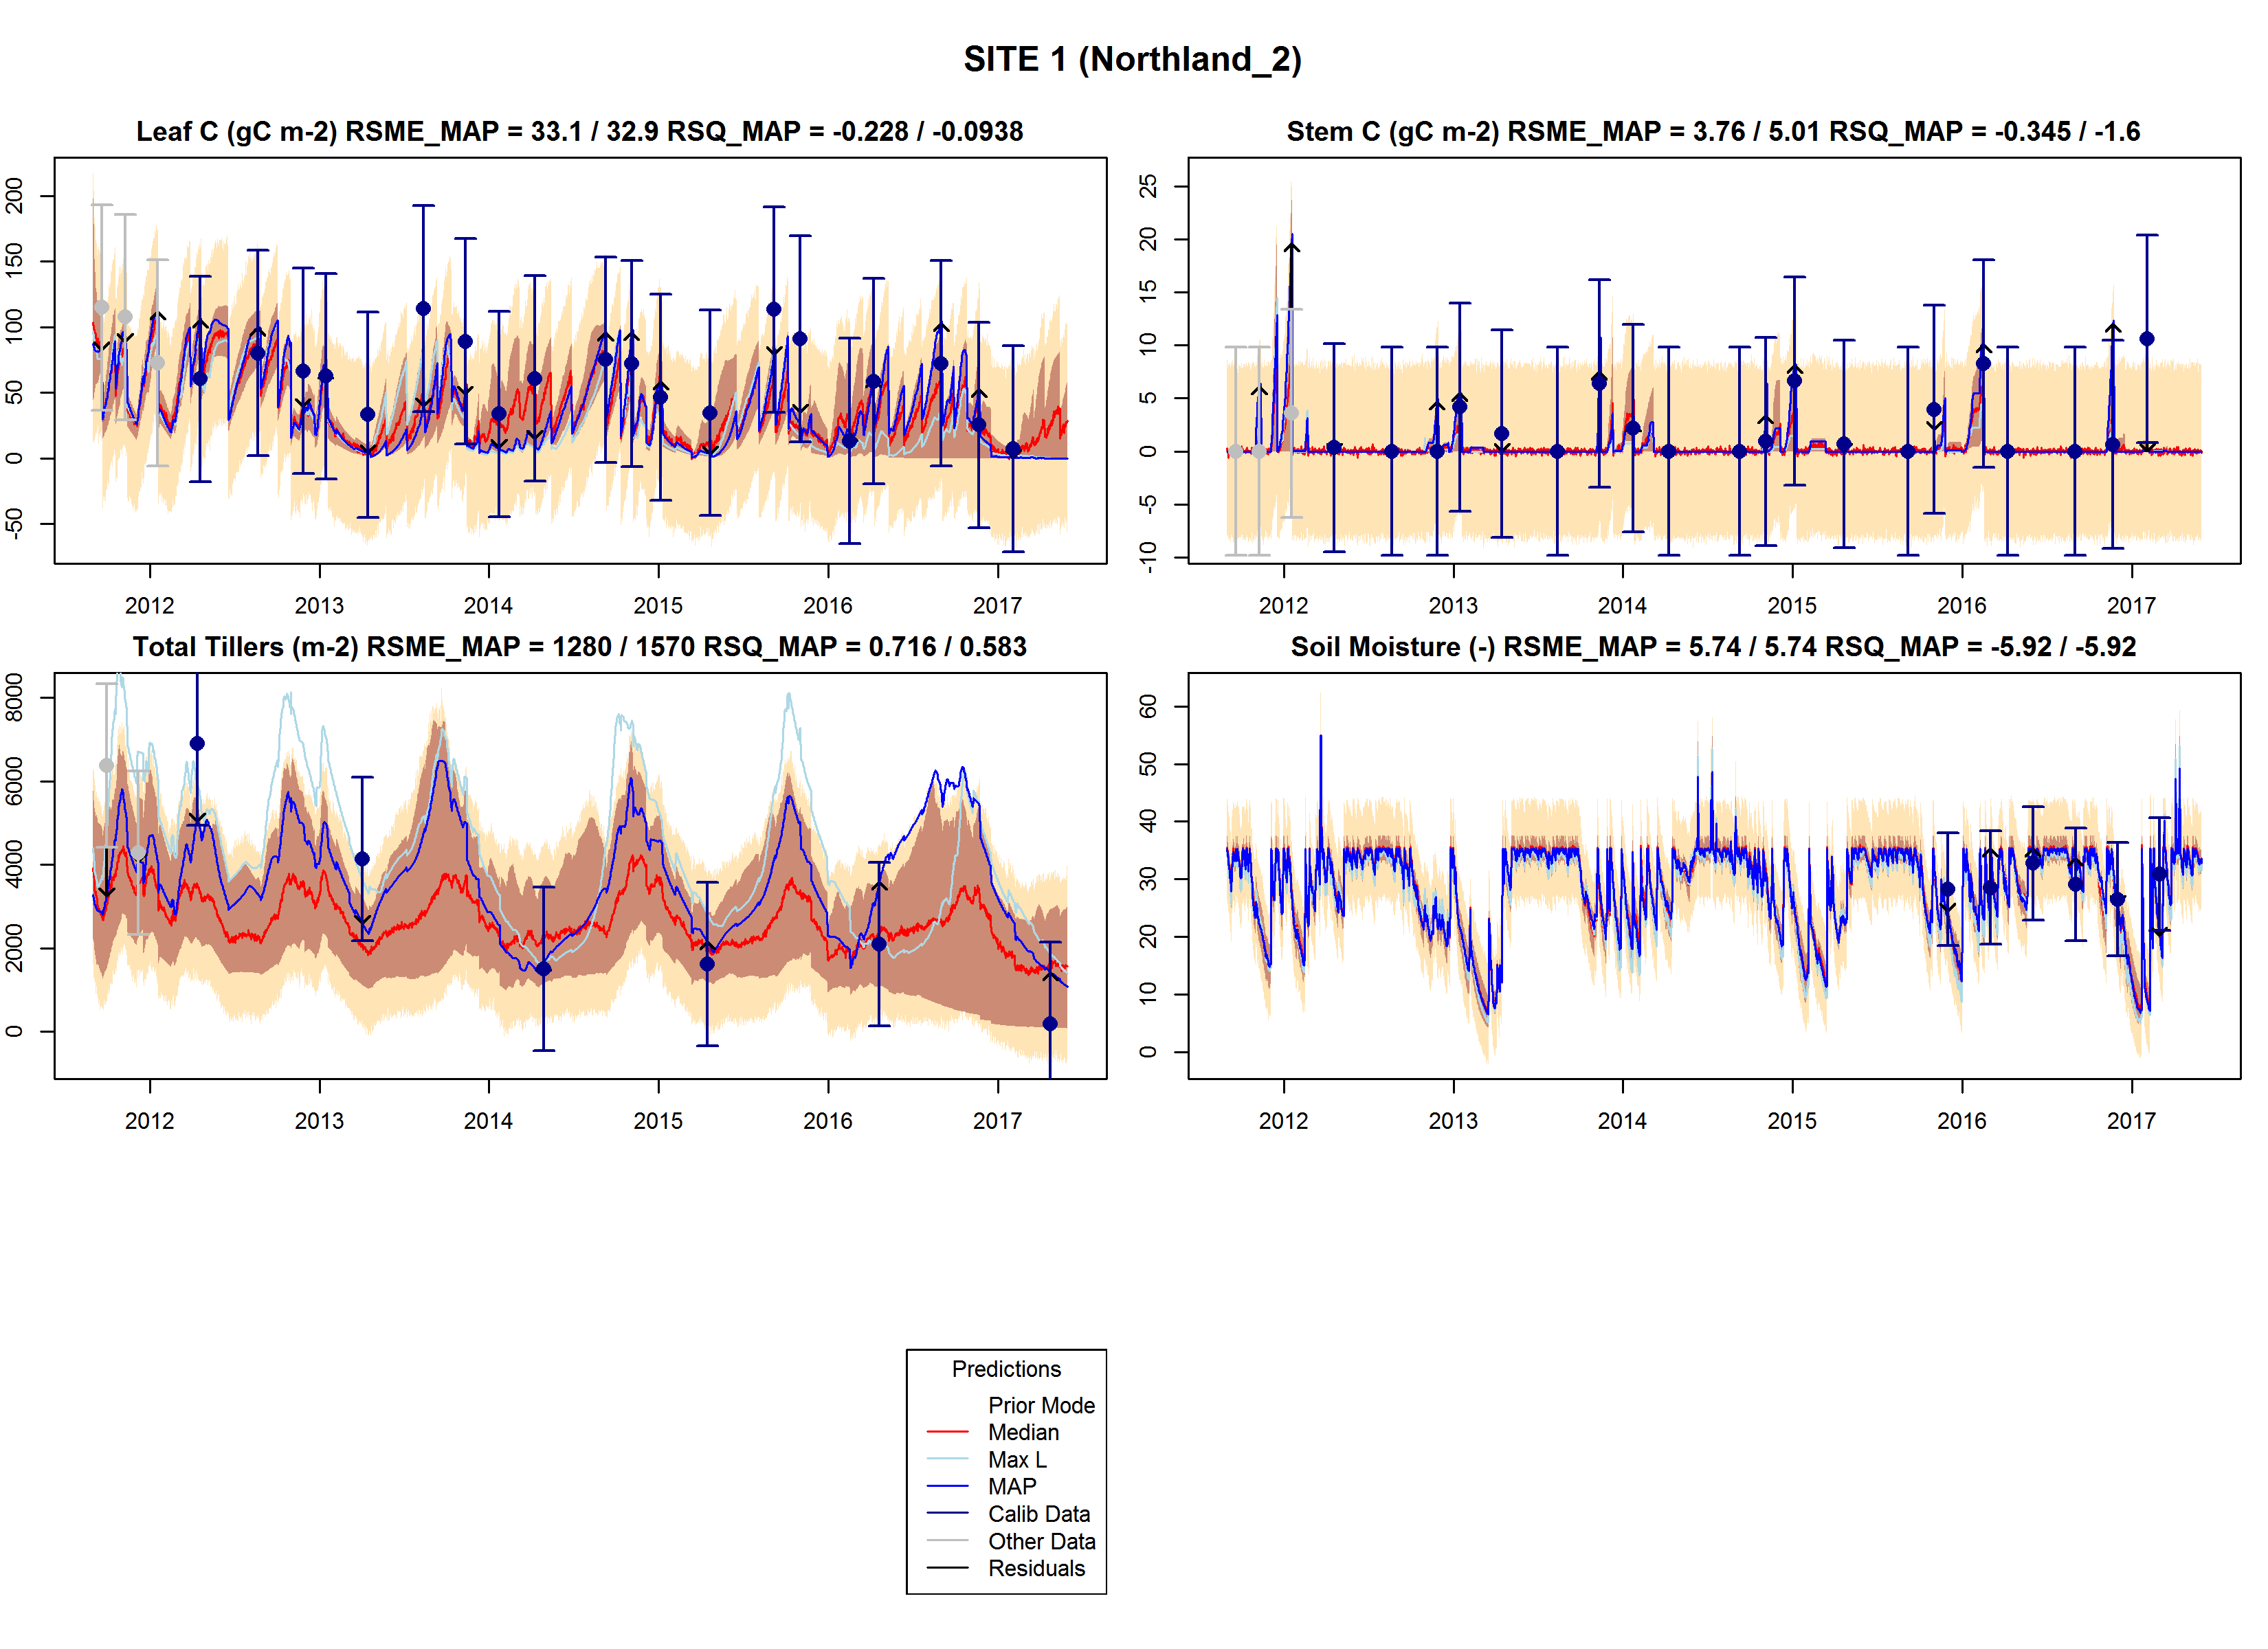 SITE 1 (Northland_2)
Leaf C (gC m-2) RSME_MAP = 33.1 / 32.9 RSQ_MAP = -0.228 / -0.0938
200
150
100
50
0
-50
2012 2013 2014 2015 2016 2017
Stem C (gC m-2) RSME_MAP = 3.76 / 5.01 RSQ_MAP = -0.345 / -1.6
25
20
15
10
5
0
-5
-10
2012 2013 2014 2015 2016 2017
Total Tillers (m-2) RSME_MAP = 1280 / 1570 RSQ_MAP = 0.716 / 0.583
8000
6000
4000
2000
0
2012 2013 2014 2015 2016 2017
Soil Moisture (-) RSME_MAP = 5.74 / 5.74 RSQ_MAP = -5.92 / -5.92
60
50
40
30
20
10
0
2012 2013 2014 2015 2016 2017
Predictions
Prior Mode
Median
Max L
MAP
Calib Data
Other Data
Residuals